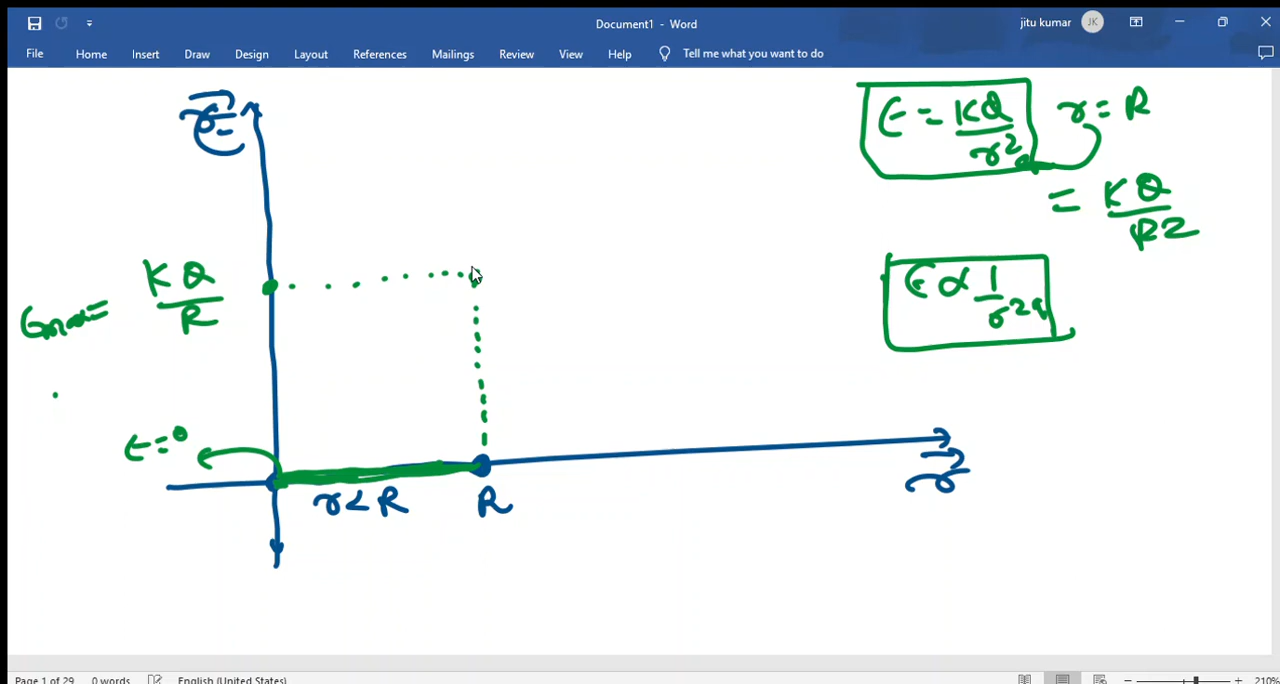 Document1 - Word
jitu kumar JK
File Home Insert Draw Design Layout References Mailings Review View Help Tell me what you want to do
E = KQ/r² r = R
= KQ/R2
E ∝ 1/r²
KQ/R
E=0
r < R
R
r
Page 1 of 29 0 words English (United States) 210%